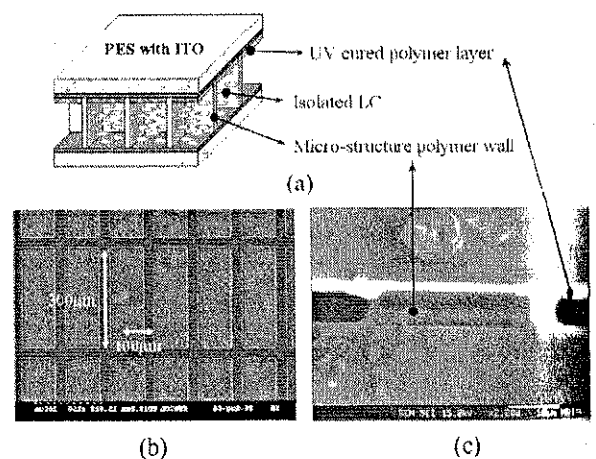 PES with ITO
UV cured polymer layer
Isolated LC
Micro-structure polymer wall
(a)
300μm
100μm
(b)
(c)